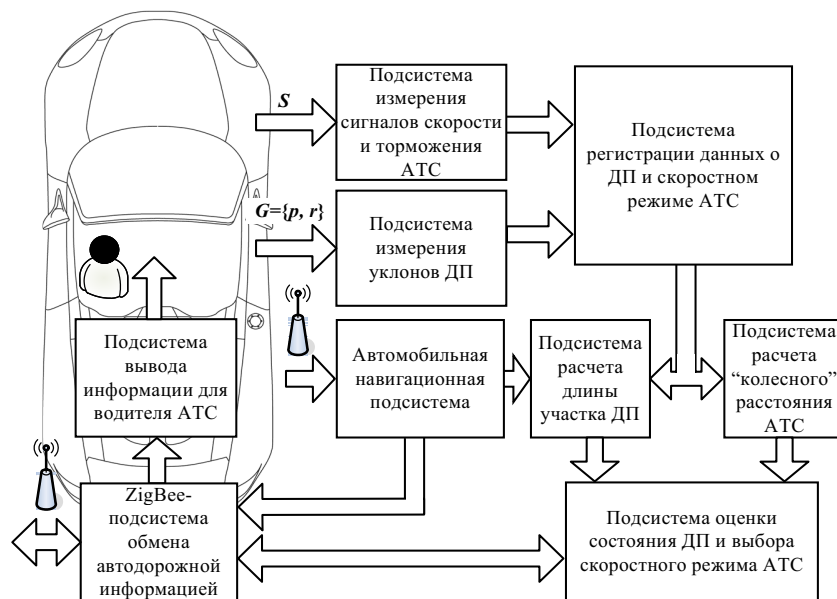 S
Подсистема
измерения
сигналов скорости
и торможения
АТС
Подсистема
регистрации данных о
ДП и скоростном
режиме АТС
G={p, r}
Подсистема
измерения
уклонов ДП
Подсистема
вывода
информации для
водителя АТС
Автомобильная
навигационная
подсистема
Подсистема
расчета
длины
участка ДП
Подсистема
расчета
“колесного”
расстояния
АТС
ZigBee-
подсистема
обмена
автодорожной
информацией
Подсистема оценки
состояния ДП и выбора
скоростного режима АТС